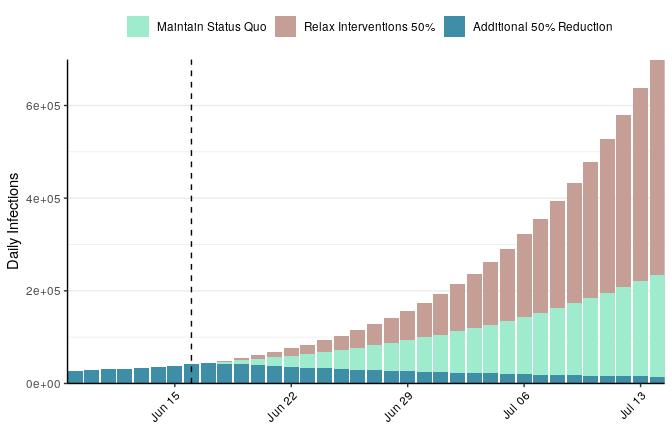 Maintain Status Quo Relax Interventions 50% Additional 50% Reduction
Daily Infections
6e+05
4e+05
2e+05
0e+00
Jun 15 Jun 22 Jun 29 Jul 06 Jul 13